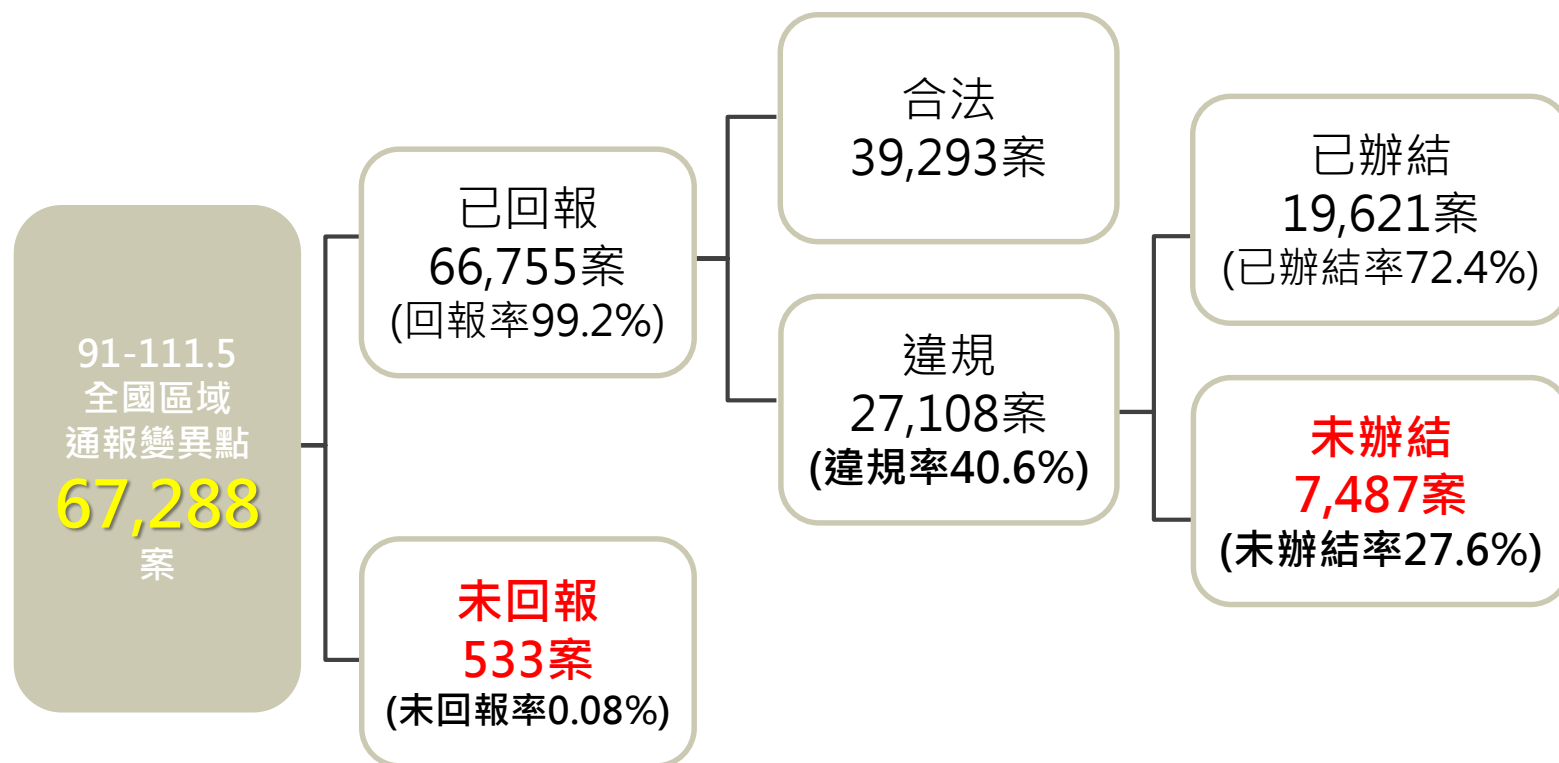 91-111.5
全國區域
通報變異點
67,288
案
已回報
66,755案
(回報率99.2%)
未回報
533案
(未回報率0.08%)
合法
39,293案
違規
27,108案
(違規率40.6%)
已辦結
19,621案
(已辦結率72.4%)
未辦結
7,487案
(未辦結率27.6%)